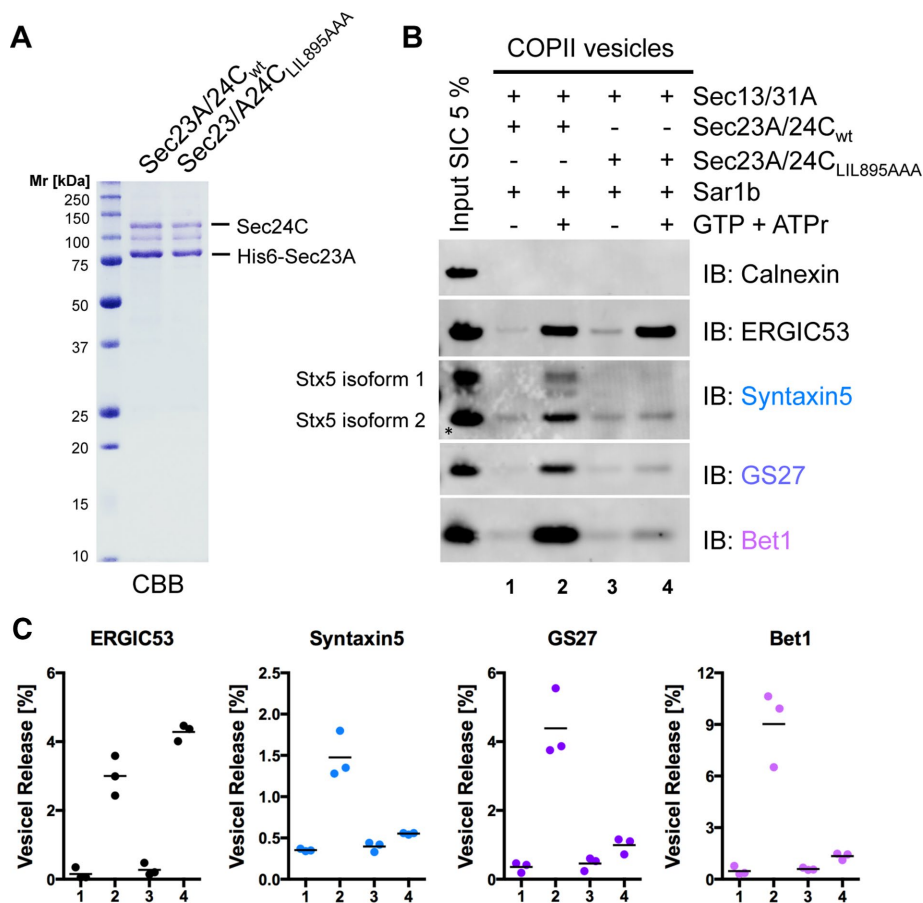 A
Sec23A/24Cwt
Sec23/A24CLIL895AAA
Mr [kDa]
250
150
100
75
50
37
25
20
15
10
Sec24C
His6-Sec23A
CBB
B
COPII vesicles
Input SIC 5 %
+ + + + Sec13/31A
+ + - - Sec23A/24Cwt
- - + + Sec23A/24CLIL895AAA
+ + + + Sar1b
- + - + GTP + ATPr
IB: Calnexin
IB: ERGIC53
Stx5 isoform 1
Stx5 isoform 2
*
IB: Syntaxin5
IB: GS27
IB: Bet1
1 2 3 4
C
ERGIC53
Vesicel Release [%]
6
4
2
0
1 2 3 4
Syntaxin5
Vesicel Release [%]
2.5
2.0
1.5
1.0
0.5
0.0
1 2 3 4
GS27
Vesicel Release [%]
6
4
2
0
1 2 3 4
Bet1
Vesicel Release [%]
12
9
6
3
0
1 2 3 4